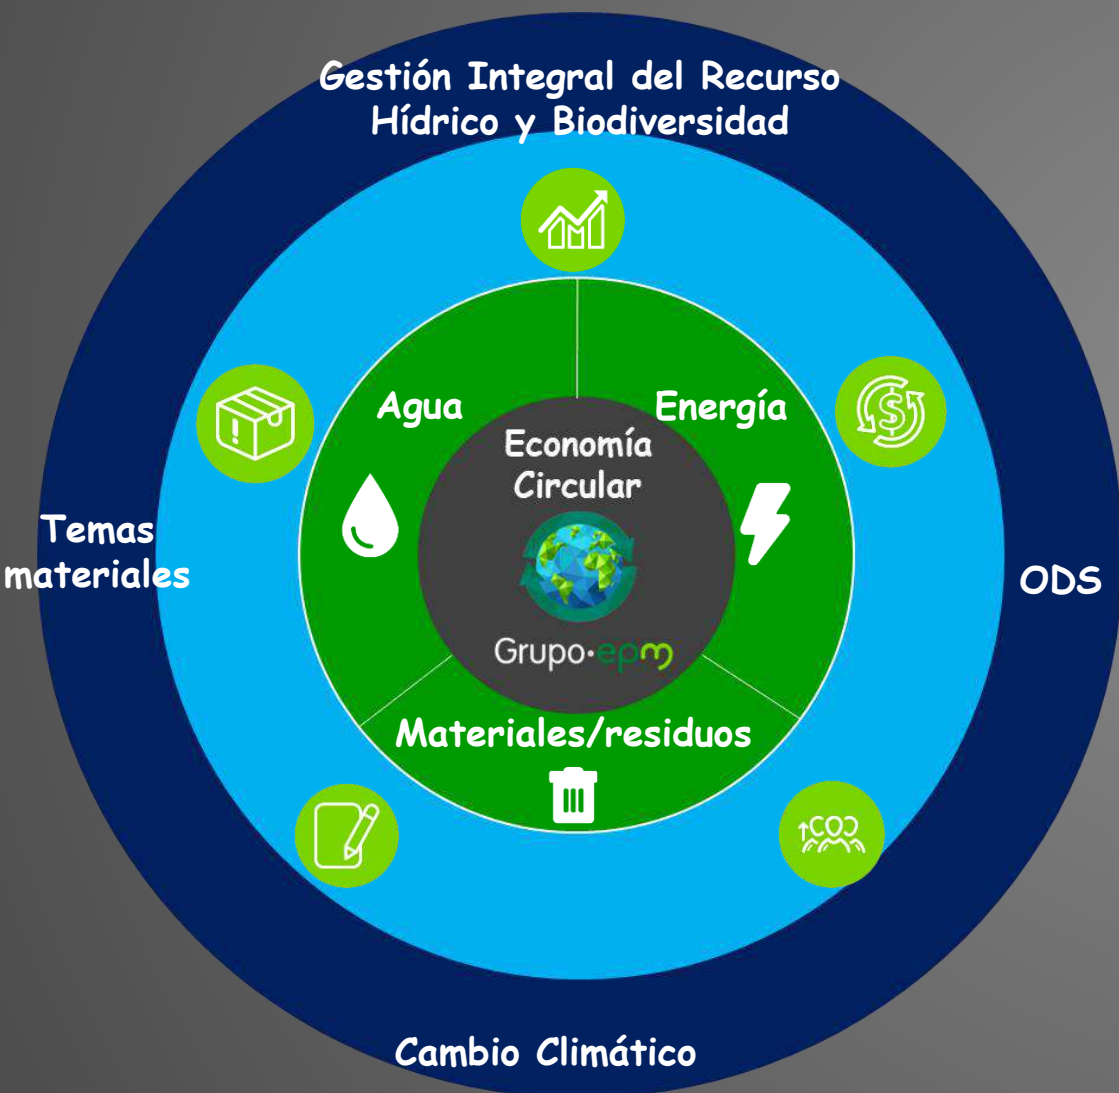 Gestión Integral del Recurso
Hídrico y Biodiversidad
Agua
Energía
Economía
Circular
Grupo·epm
Temas
materiales
ODS
Materiales/residuos
Cambio Climático